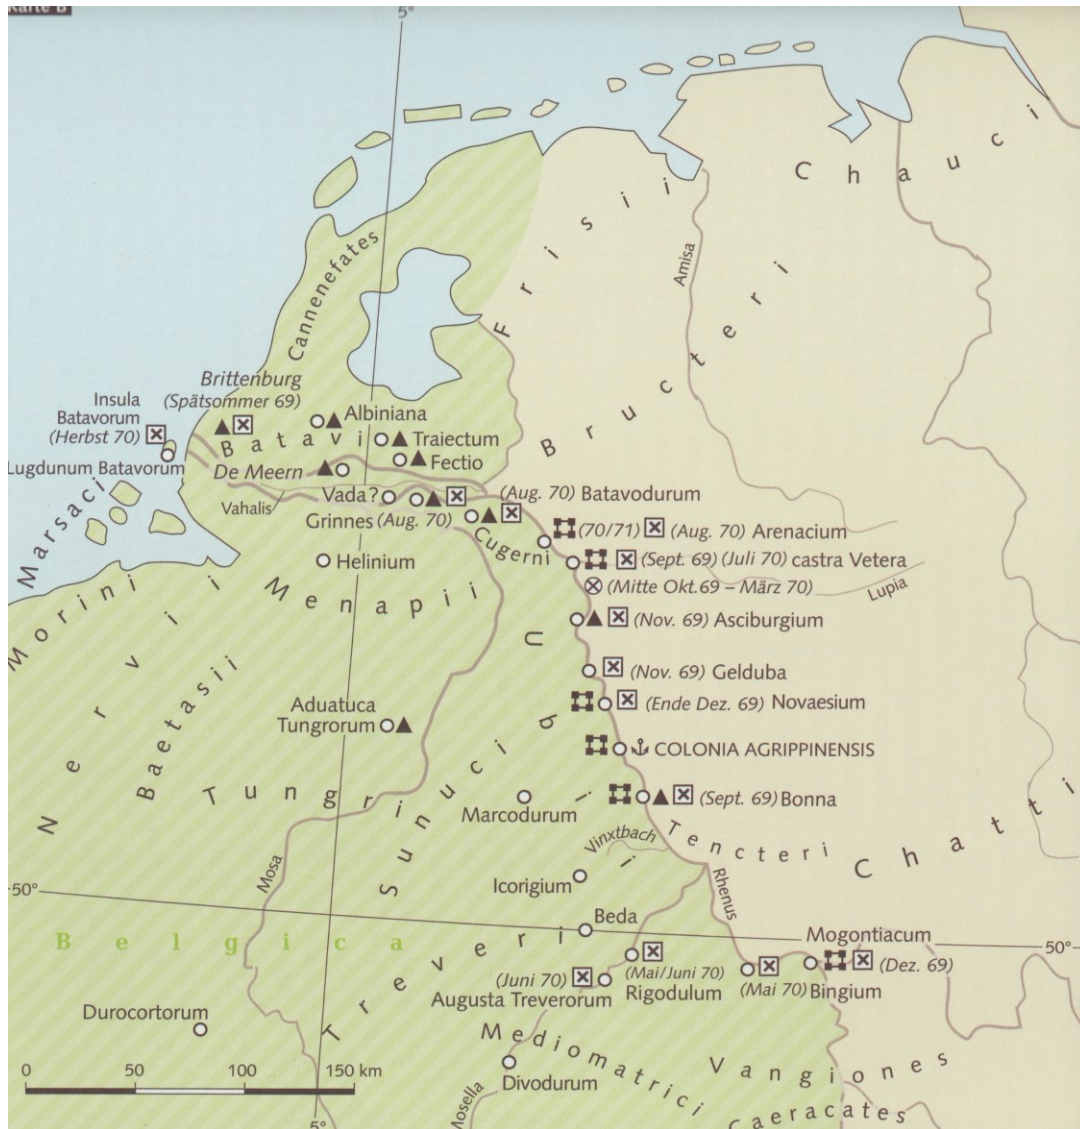 Karte B
5°
Chauci
Frisii
Amisa
Cannenefates
Bructeri
Brittenburg
(Spätsommer 69)
Insula
Batavorum
(Herbst 70)
Albiniana
Batavi
Traiectum
Lugdunum Batavorum
De Meern
Fectio
Marsaci
Vahalis
Vada?
(Aug. 70) Batavodurum
Grinnes (Aug. 70)
(70/71) (Aug. 70) Arenacium
Cugerni
Helinium
(Sept. 69) (Juli 70) castra Vetera
Morini
Menapii
(Mitte Okt.69 – März 70)
Lupia
Nervii
(Nov. 69) Asciburgium
Ubii
Baetasii
(Nov. 69) Gelduba
Aduatuca
Tungrorum
(Ende Dez. 69) Novaesium
COLONIA AGRIPPINENSIS
Sunuci
Tungri
Marcodurum
(Sept. 69) Bonna
Vinxtbach
Tencteri
Chatti
Mosa
Icorigium
Rhenus
50°
Beda
Belgica
Treveri
Mogontiacum
50°
(Dez. 69)
(Juni 70)
(Mai/Juni 70)
Augusta Treverorum
Rigodulum
(Mai 70) Bingium
Durocortorum
Mediomatrici
Vangiones
Divodurum
0 50 100 150 km
Mosella
Caeracates
5°